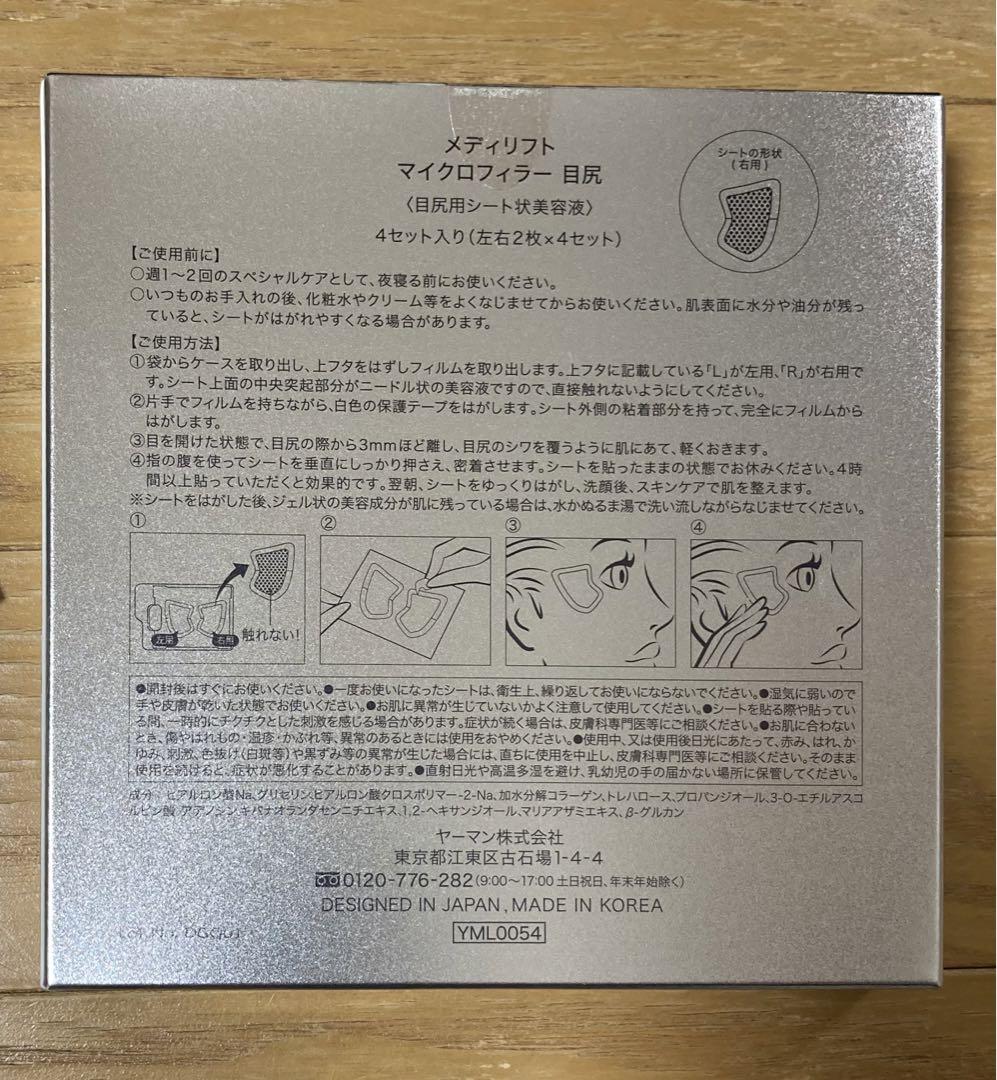 メディリフト
マイクロフィラー 目尻
〈目尻用シート状美容液〉
4セット入り(左右2枚×4セット)
シートの形状
(右用)
【ご使用前に】
○週1〜2回のスペシャルケアとして、夜寝る前にお使いください。
○いつものお手入れの後、化粧水やクリーム等をよくなじませてからお使いください。肌表面に水分や油分が残っ
ていると、シートがはがれやすくなる場合があります。
【ご使用方法】
①袋からケースを取り出し、上フタをはずしフィルムを取り出します。上フタに記載している「L」が左用、「R」が右用で
す。シート上面の中央突起部分がニードル状の美容液ですので、直接触れないようにしてください。
②片手でフィルムを持ちながら、白色の保護テープをはがします。シート外側の粘着部分を持って、完全にフィルムから
はがします。
③目を開けた状態で、目尻の際から3mmほど離し、目尻のシワを覆うように肌にあて、軽くおきます。
④指の腹を使ってシートを垂直にしっかり押さえ、密着させます。シートを貼ったままの状態でお休みください。4時
間以上貼っていただくと効果的です。翌朝、シートをゆっくりはがし、洗顔後、スキンケアで肌を整えます。
※シートをはがした後、ジェル状の美容成分が肌に残っている場合は、水かぬるま湯で洗い流しながらなじませてください。
① ② ③ ④
左用 右用 触れない!
●開封後はすぐにお使いください。●一度お使いになったシートは、衛生上、繰り返してお使いにならないでください。●湿気に弱いので
手や皮膚が乾いた状態でお使いください。●お肌に異常が生じていないかよく注意して使用してください。●シートを貼る際や貼ってい
る間、一時的にチクチクとした刺激を感じる場合があります。症状が続く場合は、皮膚科専門医等にご相談ください。●お肌に合わない
とき、傷やはれもの・湿疹・かぶれ等、異常のあるときには使用をおやめください。●使用中、又は使用後日光にあたって、赤み、はれ、か
ゆみ、刺激、色抜け(白斑等)や黒ずみ等の異常が生じた場合には、直ちに使用を中止し、皮膚科専門医等にご相談ください。そのまま
使用を続けると、症状が悪化することがあります。●直射日光や高温多湿を避け、乳幼児の手の届かない場所に保管してください。
成分:ヒアルロン酸Na、グリセリン、ヒアルロン酸クロスポリマー-2-Na、加水分解コラーゲン、トレハロース、プロパンジオール、3-O-エチルアスコ
ルビン酸、アデノシン、キバナオランダセンニチエキス、1,2-ヘキサンジオール、マリアアザミエキス、β-グルカン
ヤーマン株式会社
東京都江東区古石場1-4-4
0120-776-282(9:00〜17:00 土日祝日、年末年始除く)
DESIGNED IN JAPAN, MADE IN KOREA
YML0054